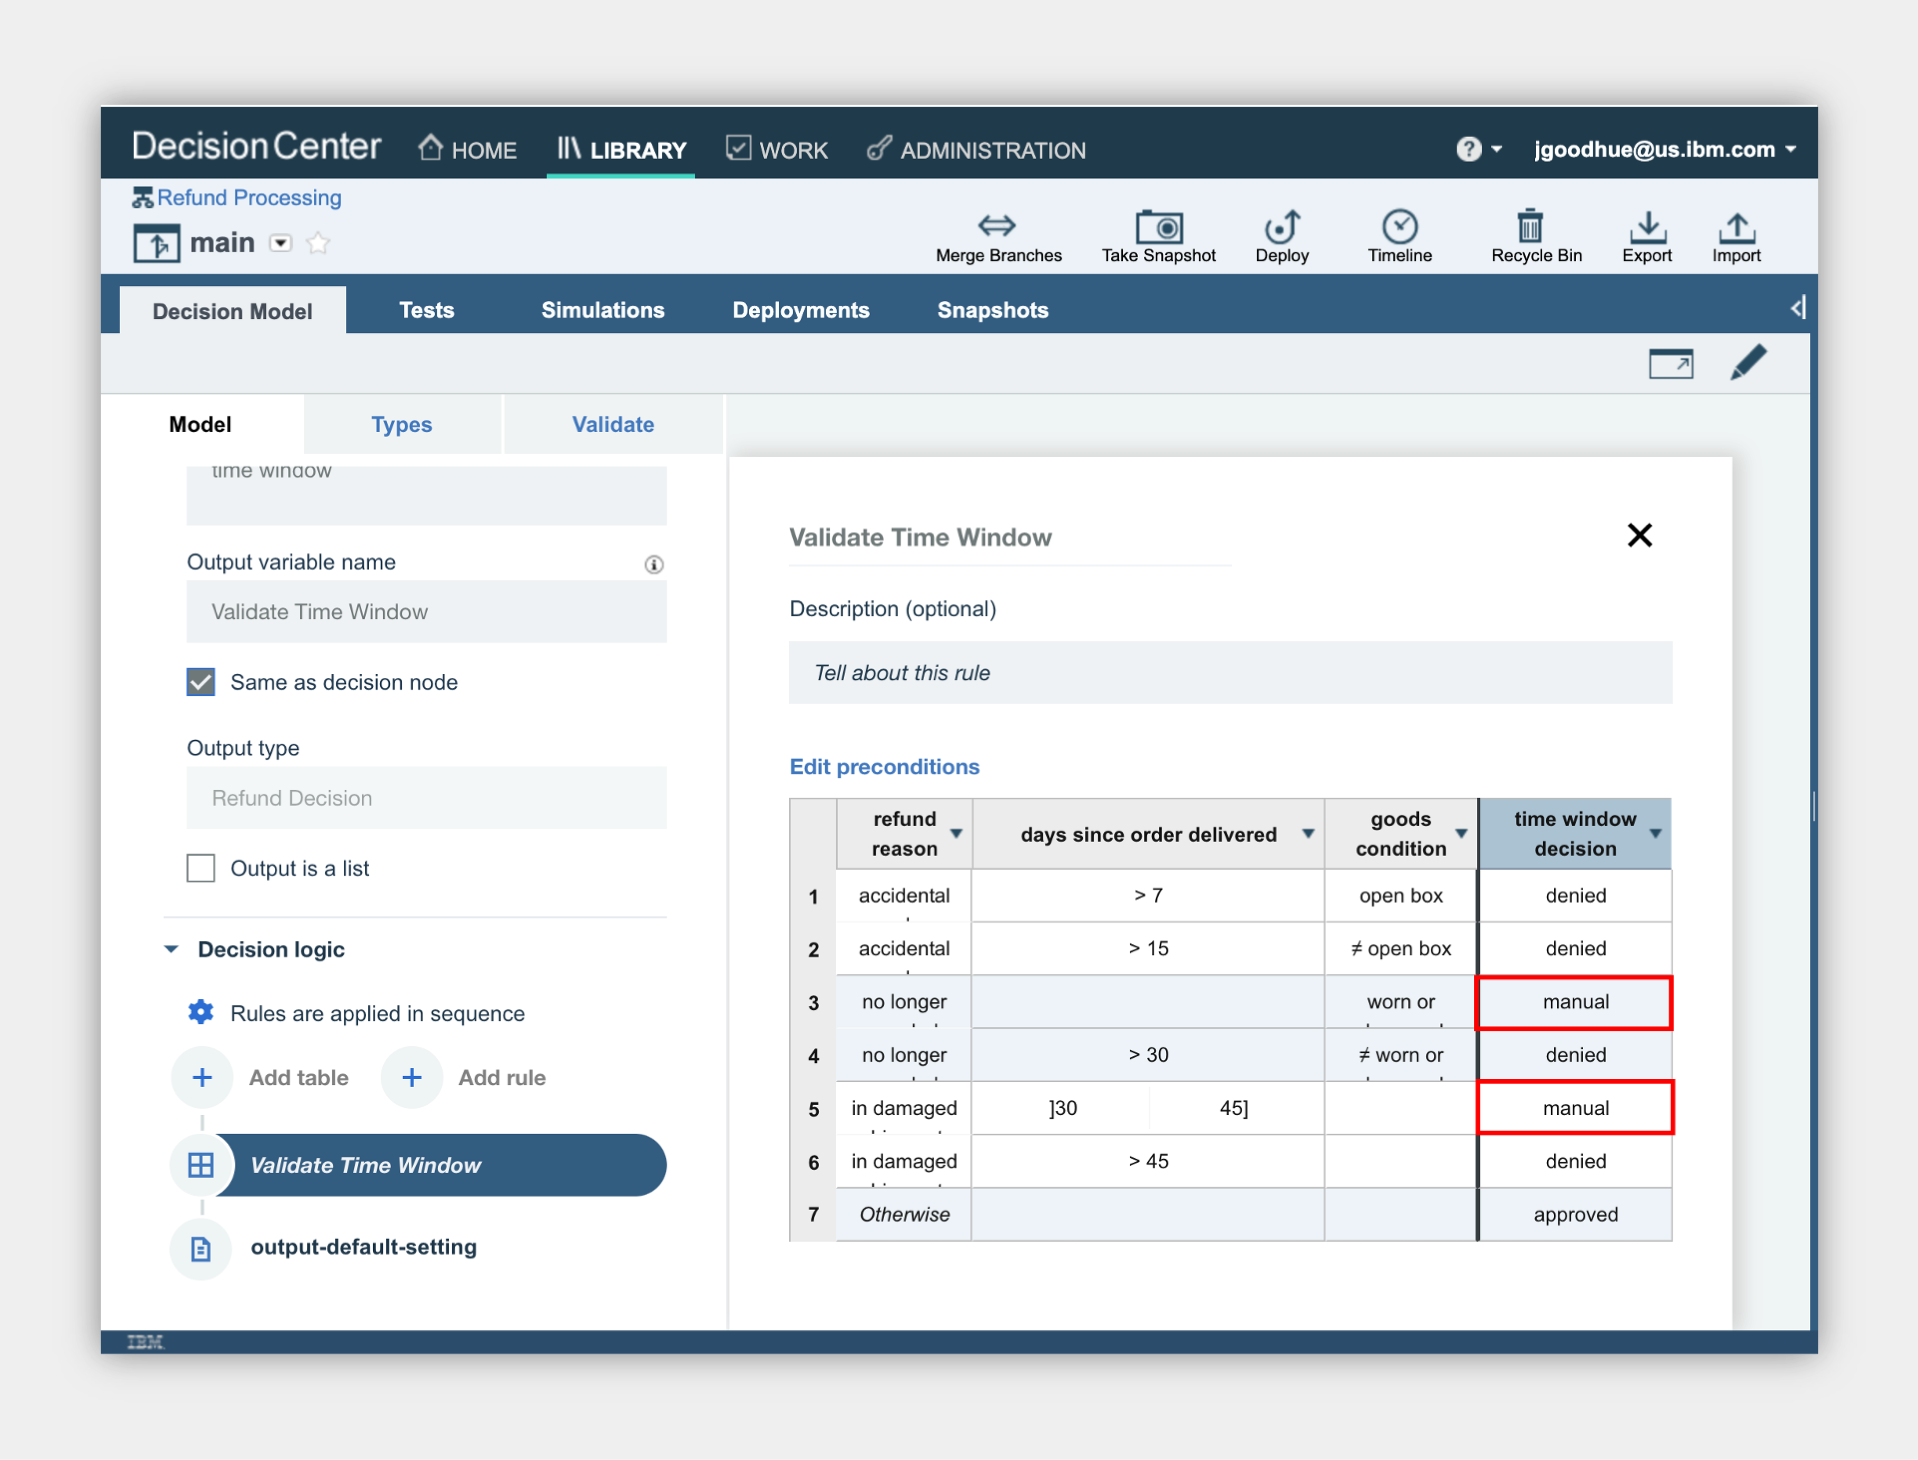 Decision Center
HOME
LIBRARY
WORK
ADMINISTRATION
?
jgoodhue@us.ibm.com
Refund Processing
main
Merge Branches
Take Snapshot
Deploy
Timeline
Recycle Bin
Export
Import
Decision Model
Tests
Simulations
Deployments
Snapshots
Model
Types
Validate
time window
Output variable name
Validate Time Window
Same as decision node
Output type
Refund Decision
Output is a list
Decision logic
Rules are applied in sequence
+ Add table
+ Add rule
Validate Time Window
output-default-setting
Validate Time Window
Description (optional)
Tell about this rule
Edit preconditions
refund reason days since order delivered goods condition time window decision
1 accidental > 7 open box denied
2 accidental > 15 ≠ open box denied
3 no longer worn or manual
4 no longer > 30 ≠ worn or denied
5 in damaged ]30 45] manual
6 in damaged > 45 denied
7 Otherwise approved
IBM.